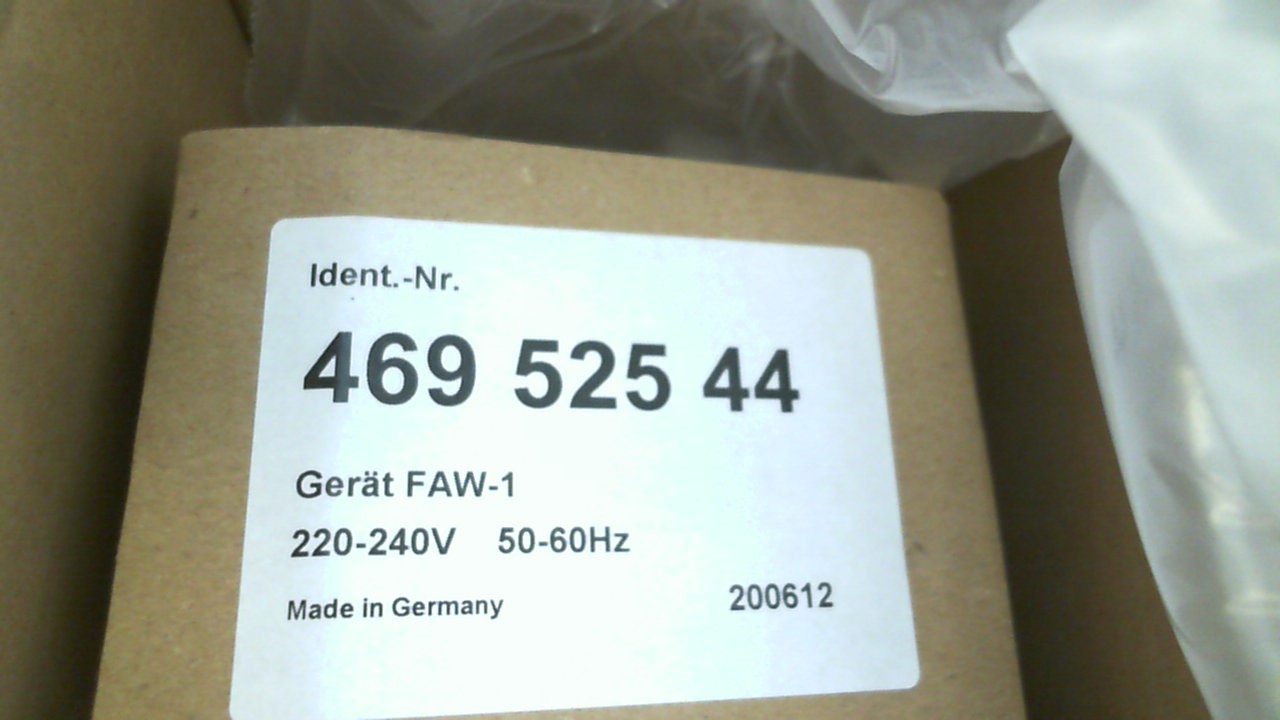 Ident.-Nr.
469 525 44
Gerät FAW-1
220-240V 50-60Hz
Made in Germany 200612